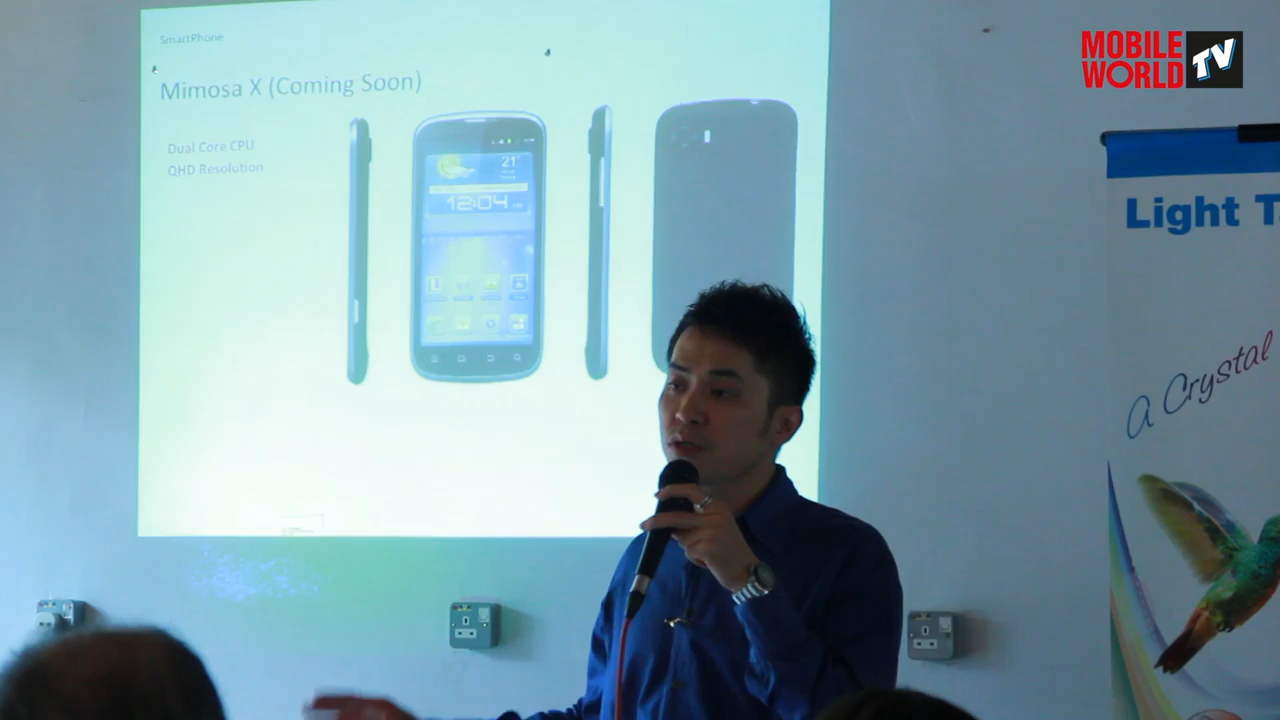 SmartPhone
Mimosa X (Coming Soon)
Dual Core CPU
QHD Resolution
21°
12:04
MOBILE
WORLD TV
Light T
A Crystal